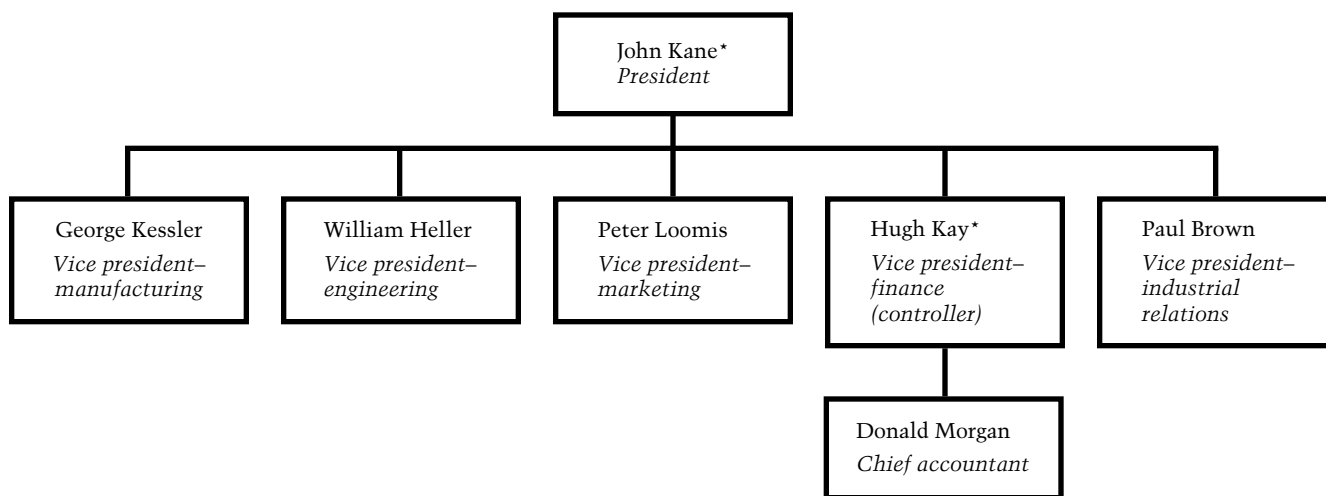 John Kane*
President
George Kessler
Vice president–
manufacturing
William Heller
Vice president–
engineering
Peter Loomis
Vice president–
marketing
Hugh Kay*
Vice president–
finance
(controller)
Paul Brown
Vice president–
industrial
relations
Donald Morgan
Chief accountant